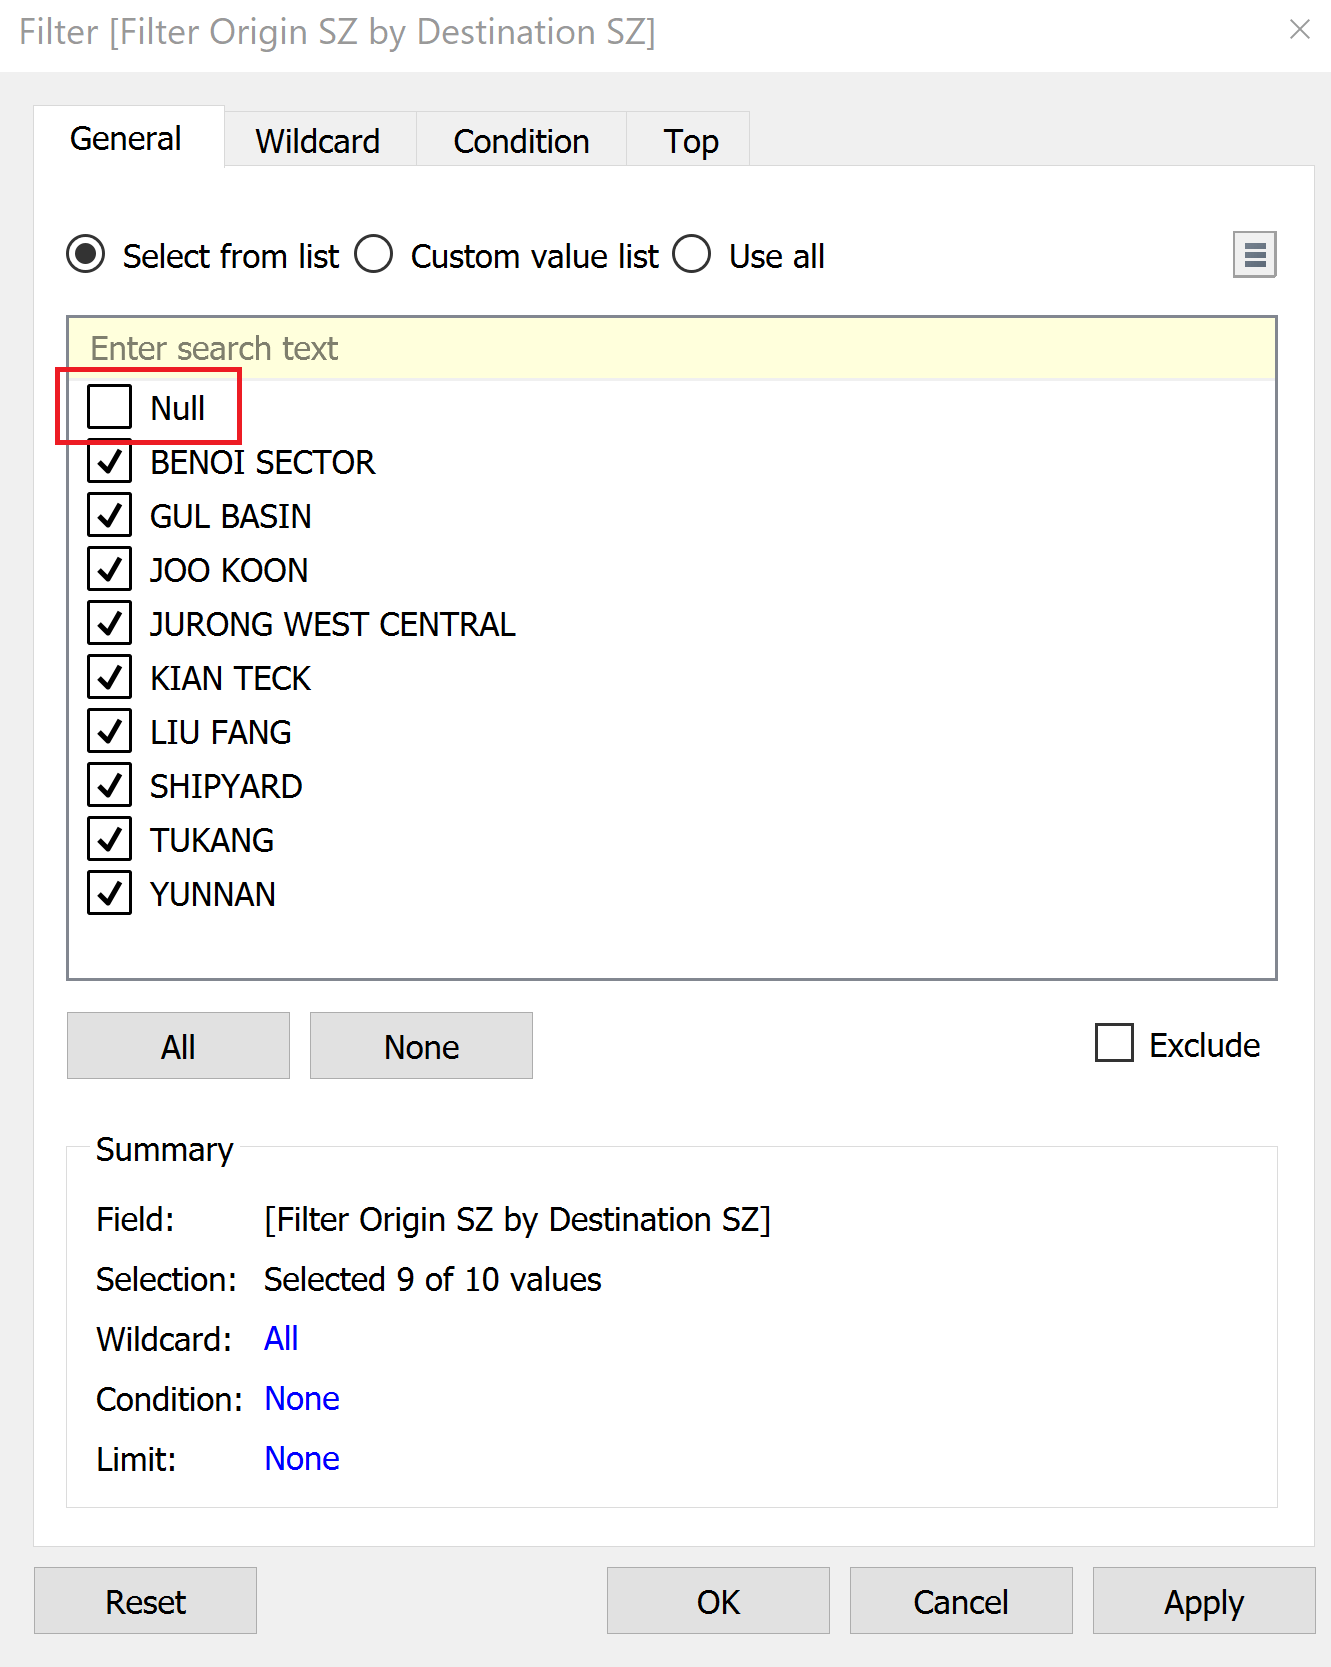 Filter [Filter Origin SZ by Destination SZ]
General Wildcard Condition Top
Select from list Custom value list Use all
Enter search text
Null
BENOI SECTOR
GUL BASIN
JOO KOON
JURONG WEST CENTRAL
KIAN TECK
LIU FANG
SHIPYARD
TUKANG
YUNNAN
All None Exclude
Summary
Field: [Filter Origin SZ by Destination SZ]
Selection: Selected 9 of 10 values
Wildcard: All
Condition: None
Limit: None
Reset OK Cancel Apply